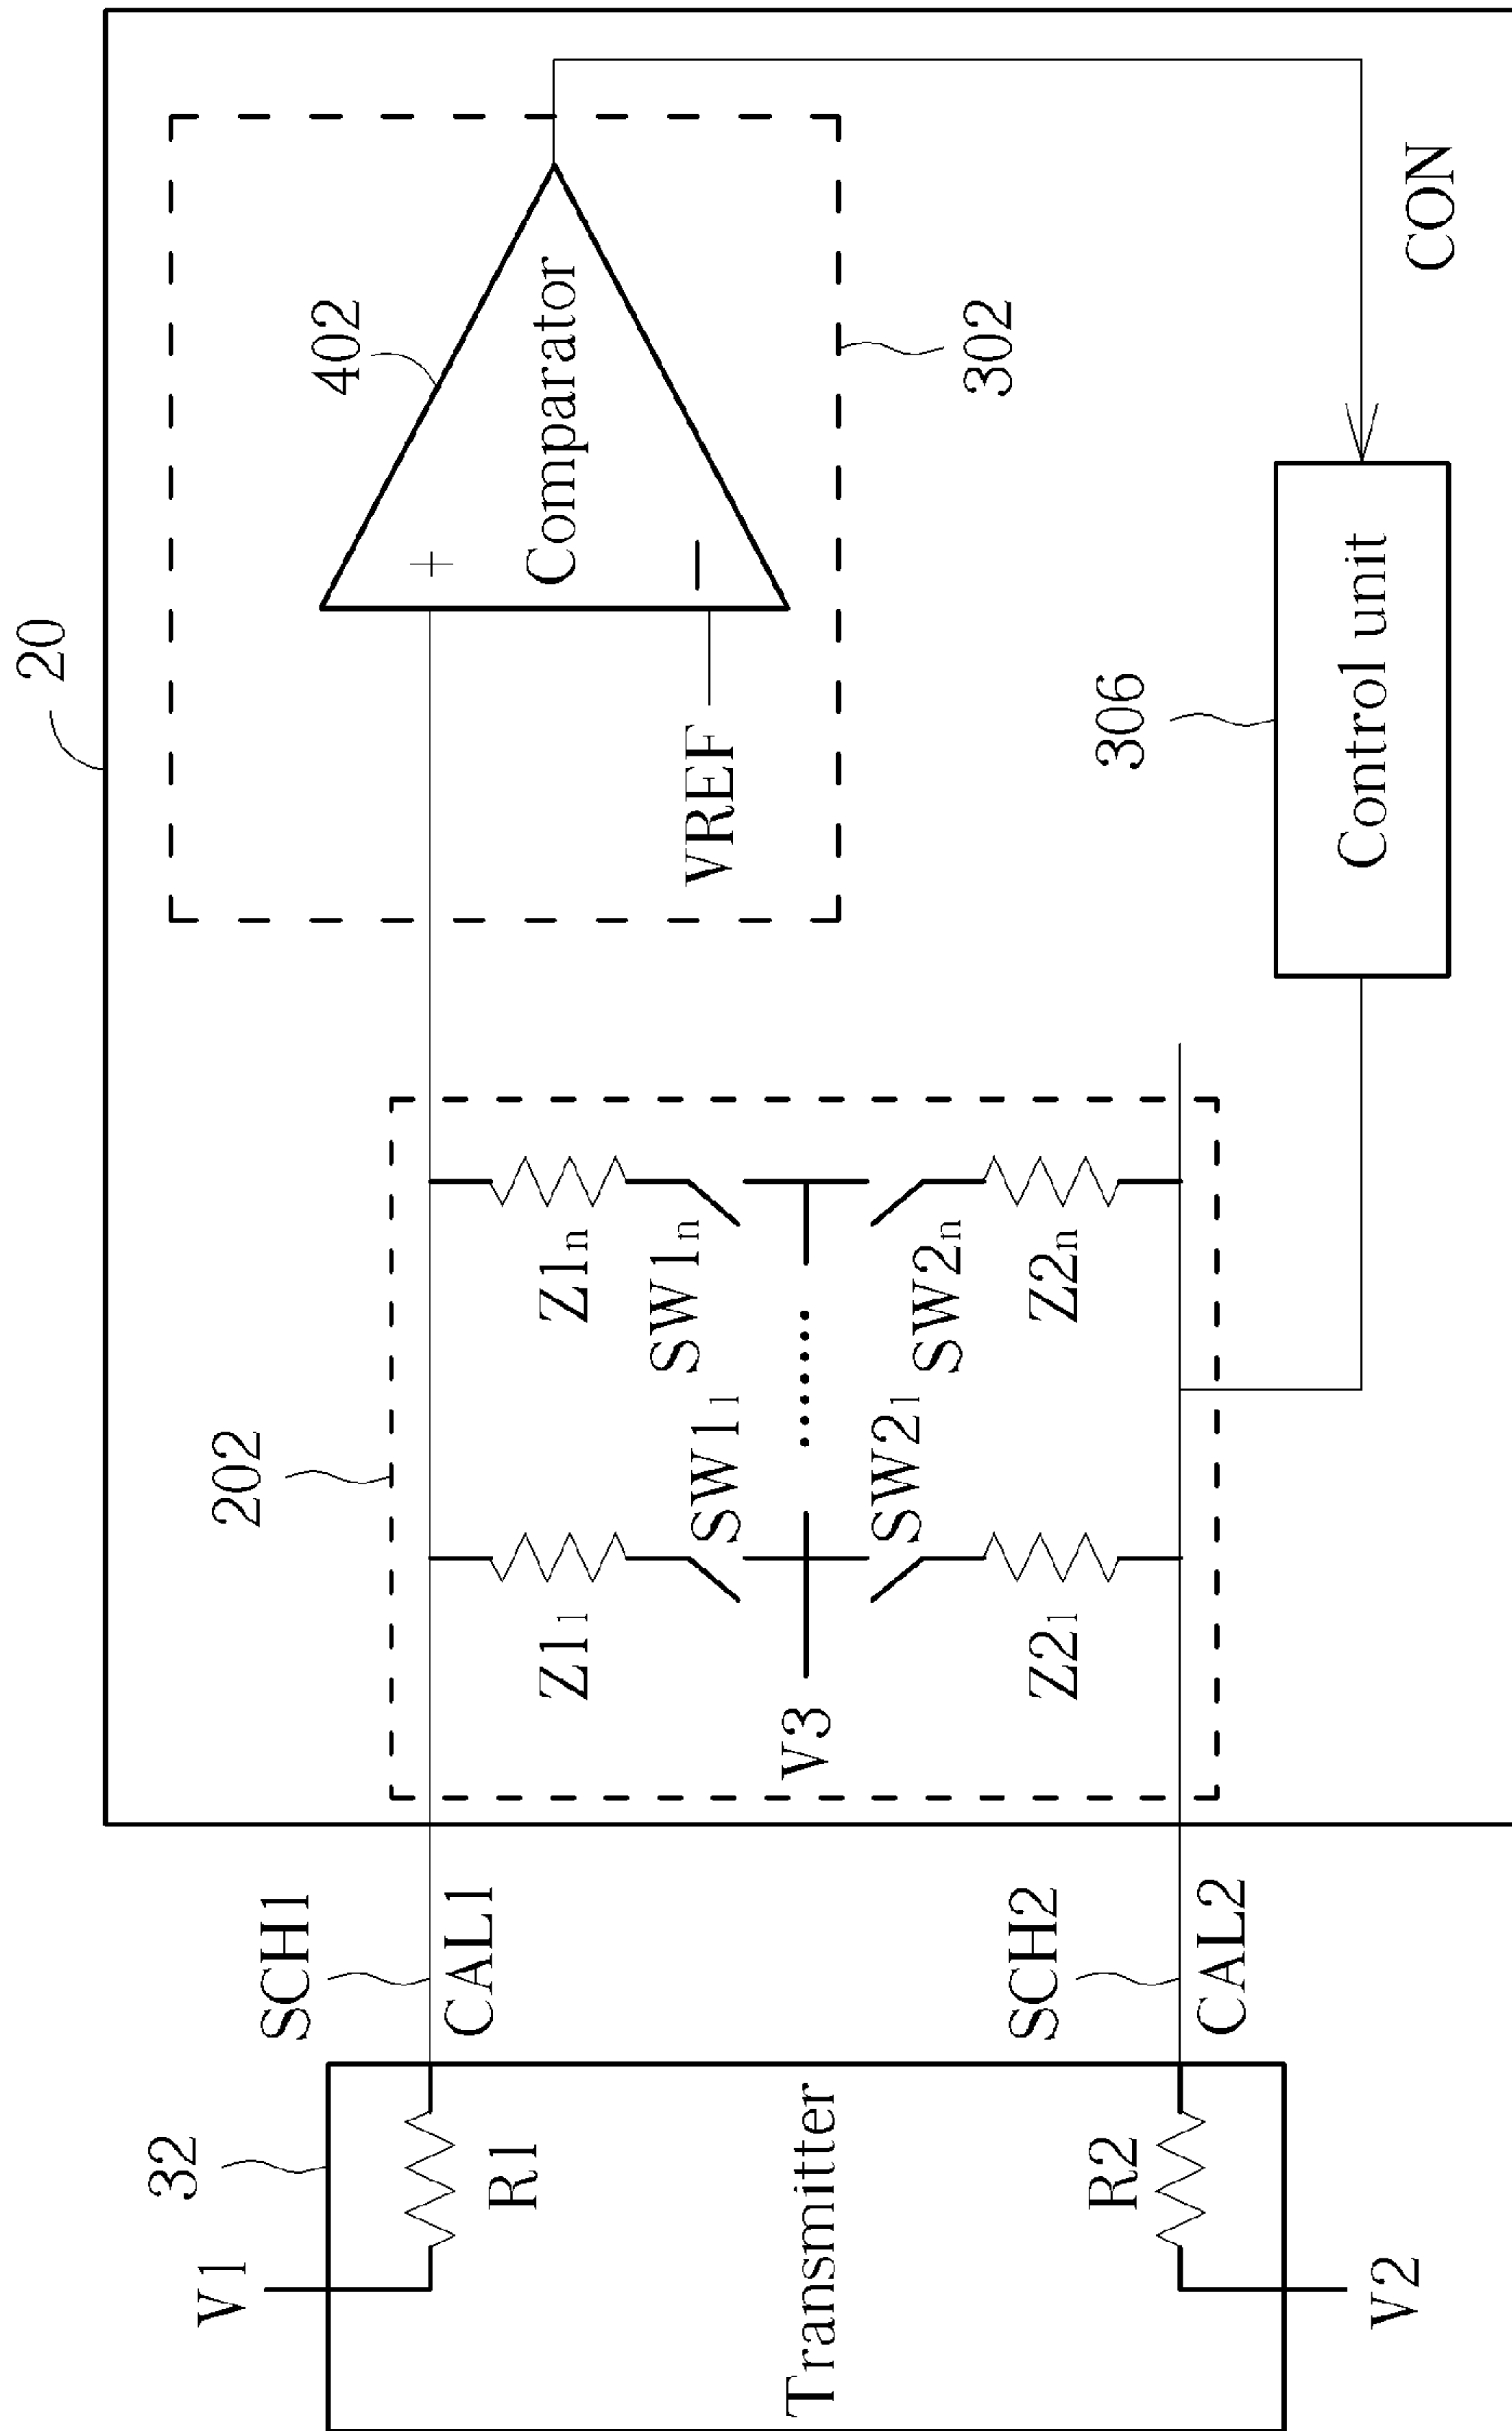 20
32
V1
SCH1
CAL1
R1
Transmitter
R2
V2
SCH2
CAL2
202
Z1₁
Z1ₙ
SW1₁
SW1ₙ
V3
SW2₁
SW2ₙ
Z2₁
Z2ₙ
402
+
Comparator
−
VREF
302
306
Control unit
CON